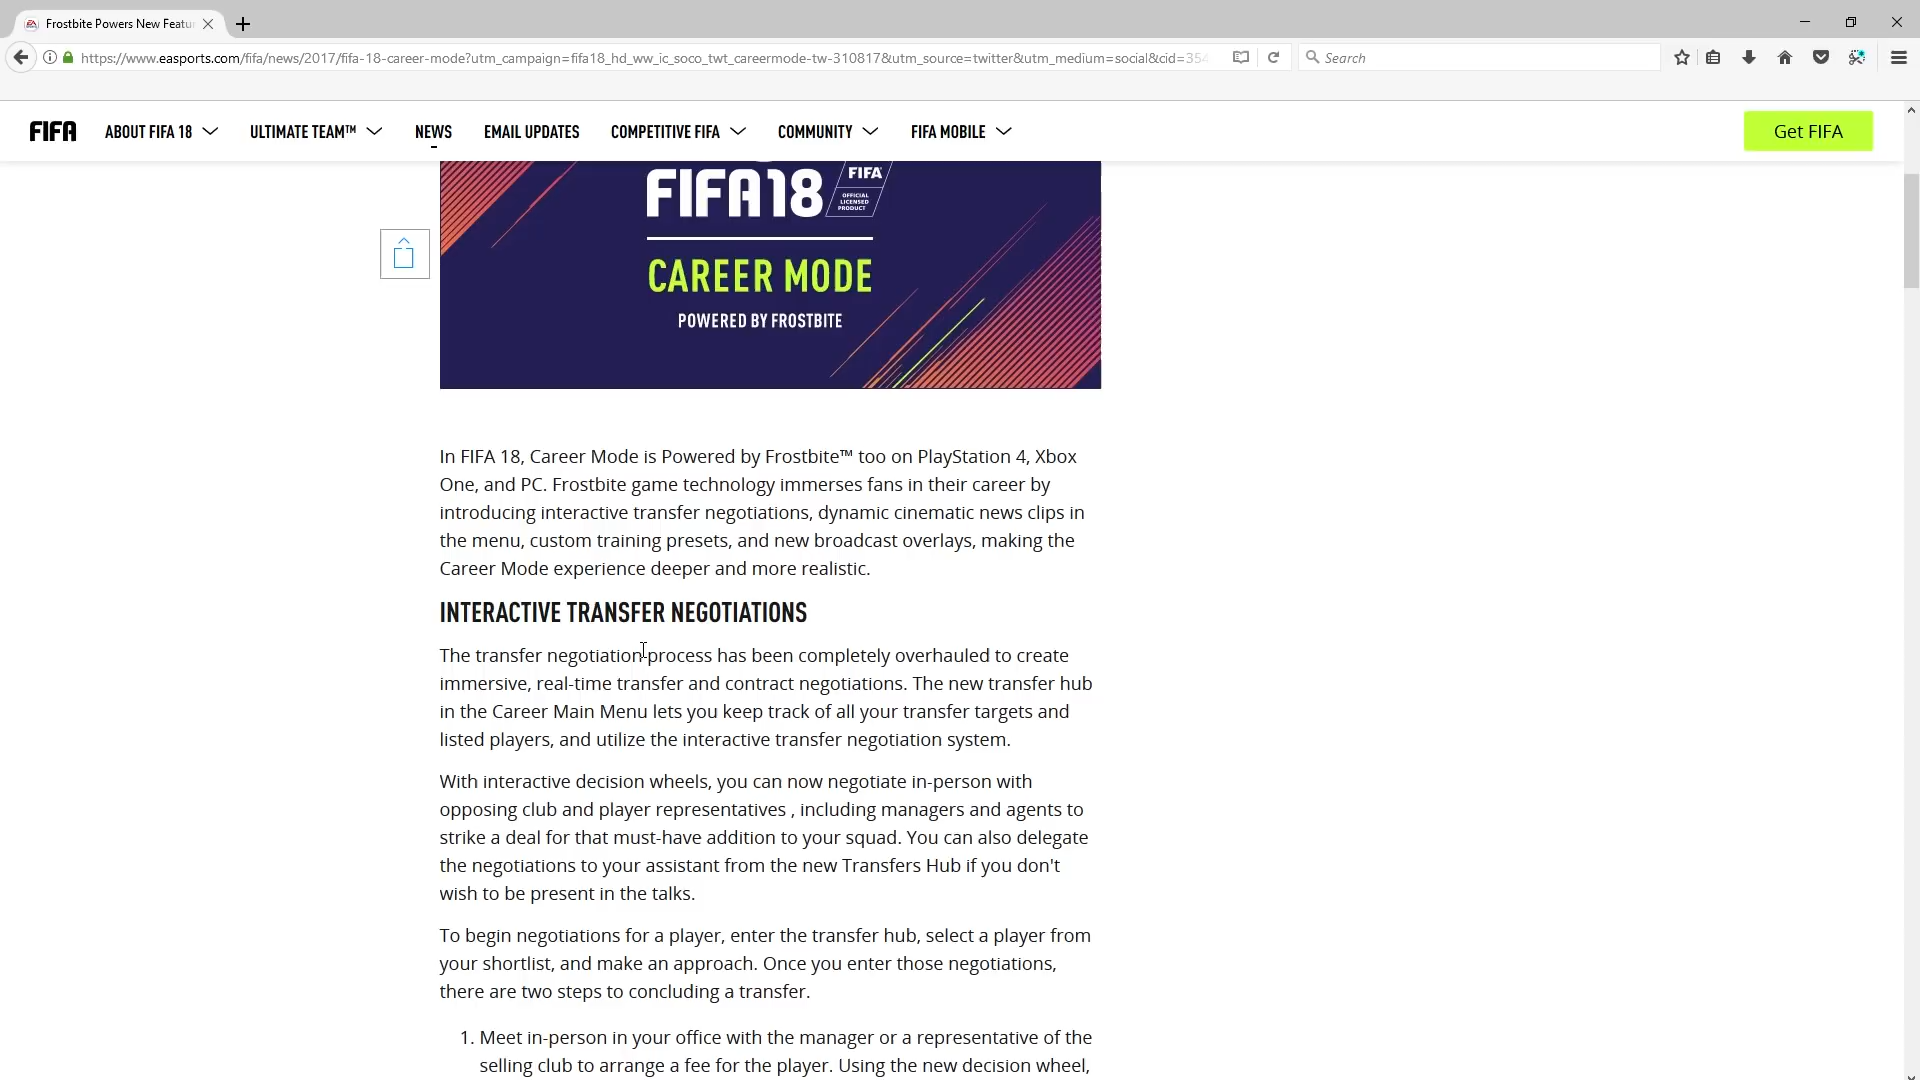 Frostbite Powers New Featu
https://www.easports.com/fifa/news/2017/fifa-18-career-mode?utm_campaign=fifa18_hd_ww_ic_soco_twt_careermode-tw-310817&utm_source=twitter&utm_medium=social&cid=354
Search
FIFA
ABOUT FIFA 18
ULTIMATE TEAM™
NEWS
EMAIL UPDATES
COMPETITIVE FIFA
COMMUNITY
FIFA MOBILE
Get FIFA
FIFA 18
FIFA
OFFICIAL
LICENSED
PRODUCT
CAREER MODE
POWERED BY FROSTBITE
In FIFA 18, Career Mode is Powered by Frostbite™ too on PlayStation 4, Xbox
One, and PC. Frostbite game technology immerses fans in their career by
introducing interactive transfer negotiations, dynamic cinematic news clips in
the menu, custom training presets, and new broadcast overlays, making the
Career Mode experience deeper and more realistic.
INTERACTIVE TRANSFER NEGOTIATIONS
The transfer negotiation process has been completely overhauled to create
immersive, real-time transfer and contract negotiations. The new transfer hub
in the Career Main Menu lets you keep track of all your transfer targets and
listed players, and utilize the interactive transfer negotiation system.
With interactive decision wheels, you can now negotiate in-person with
opposing club and player representatives , including managers and agents to
strike a deal for that must-have addition to your squad. You can also delegate
the negotiations to your assistant from the new Transfers Hub if you don't
wish to be present in the talks.
To begin negotiations for a player, enter the transfer hub, select a player from
your shortlist, and make an approach. Once you enter those negotiations,
there are two steps to concluding a transfer.
1. Meet in-person in your office with the manager or a representative of the
selling club to arrange a fee for the player. Using the new decision wheel,